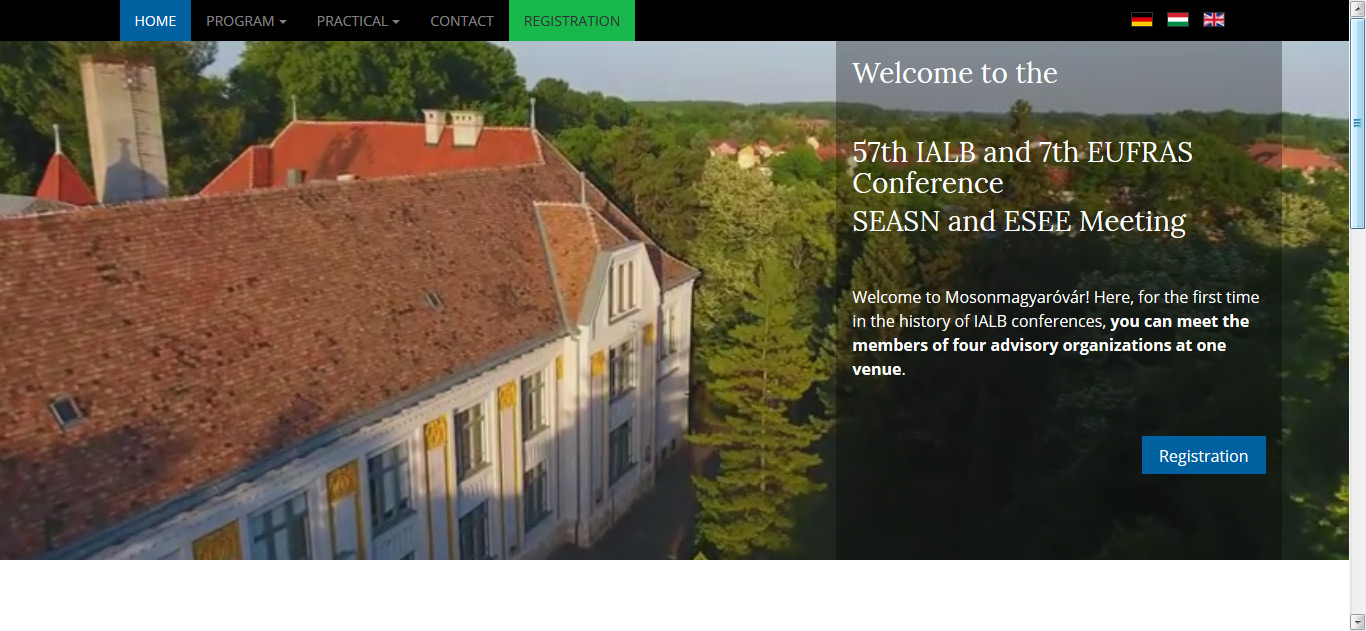 HOME PROGRAM PRACTICAL CONTACT REGISTRATION
Welcome to the
57th IALB and 7th EUFRAS
Conference
SEASN and ESEE Meeting
Welcome to Mosonmagyaróvár! Here, for the first time
in the history of IALB conferences, you can meet the
members of four advisory organizations at one
venue.
Registration